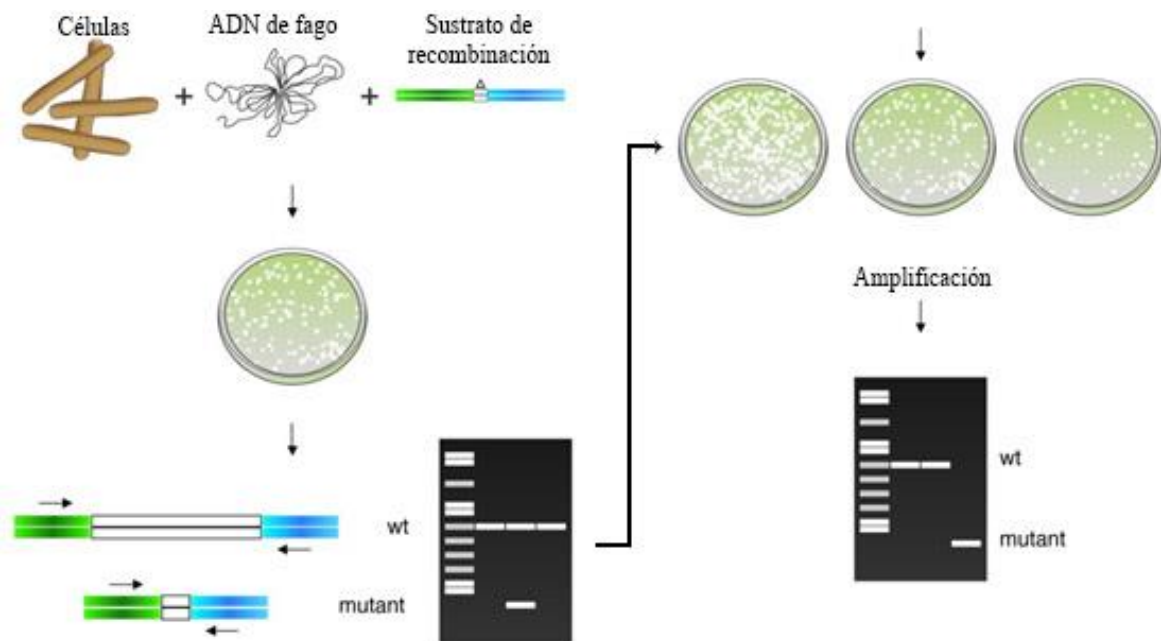 Células
ADN de fago
Sustrato de
recombinación
wt
mutant
Amplificación
wt
mutant